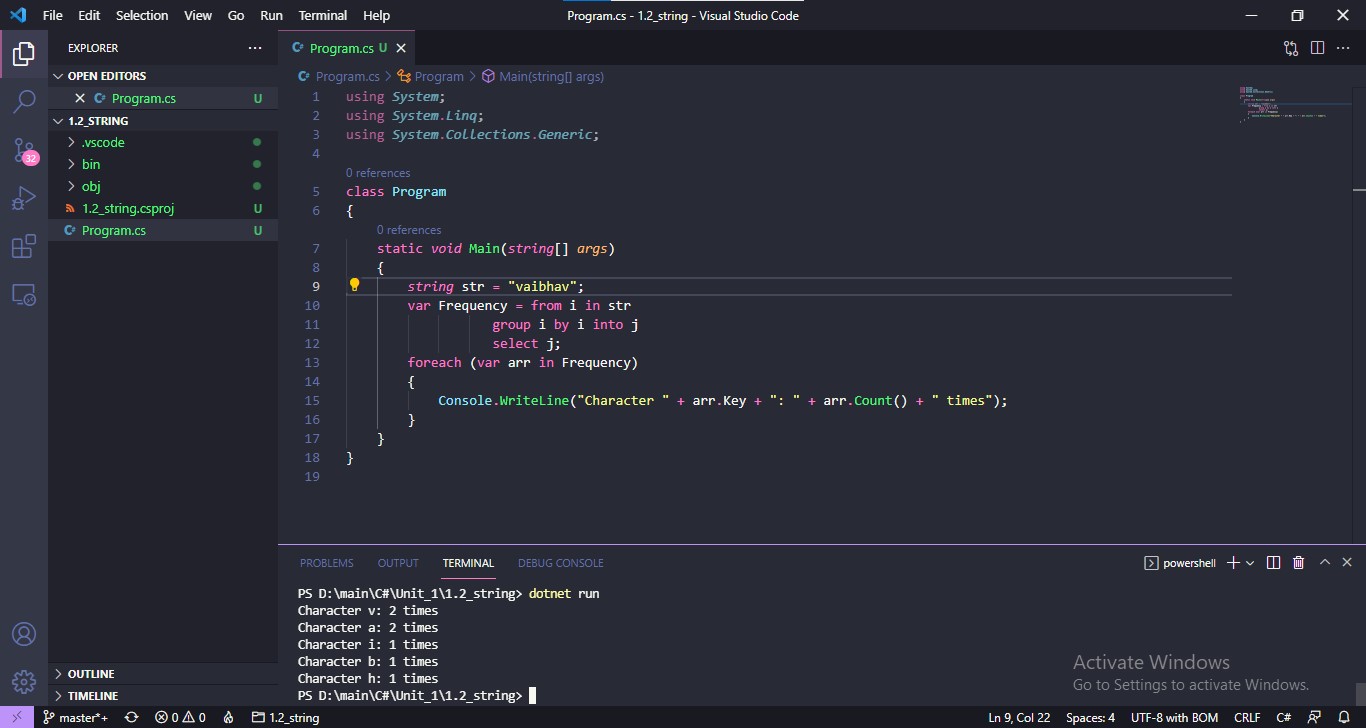 File Edit Selection View Go Run Terminal Help
Program.cs - 1.2_string - Visual Studio Code
EXPLORER
OPEN EDITORS
Program.cs U
1.2_STRING
.vscode
bin
obj
1.2_string.csproj U
Program.cs U
OUTLINE
TIMELINE
32
Program.cs U
Program.cs > Program > Main(string[] args)
1 using System;
2 using System.Linq;
3 using System.Collections.Generic;
4
0 references
5 class Program
6 {
0 references
7 static void Main(string[] args)
8 {
9 string str = "vaibhav";
10 var Frequency = from i in str
11 group i by i into j
12 select j;
13 foreach (var arr in Frequency)
14 {
15 Console.WriteLine("Character " + arr.Key + ": " + arr.Count() + " times");
16 }
17 }
18 }
19
PROBLEMS OUTPUT TERMINAL DEBUG CONSOLE
powershell
PS D:\main\C#\Unit_1\1.2_string> dotnet run
Character v: 2 times
Character a: 2 times
Character i: 1 times
Character b: 1 times
Character h: 1 times
PS D:\main\C#\Unit_1\1.2_string>
Activate Windows
Go to Settings to activate Windows.
master*+ 0 0 1.2_string
Ln 9, Col 22 Spaces: 4 UTF-8 with BOM CRLF C#